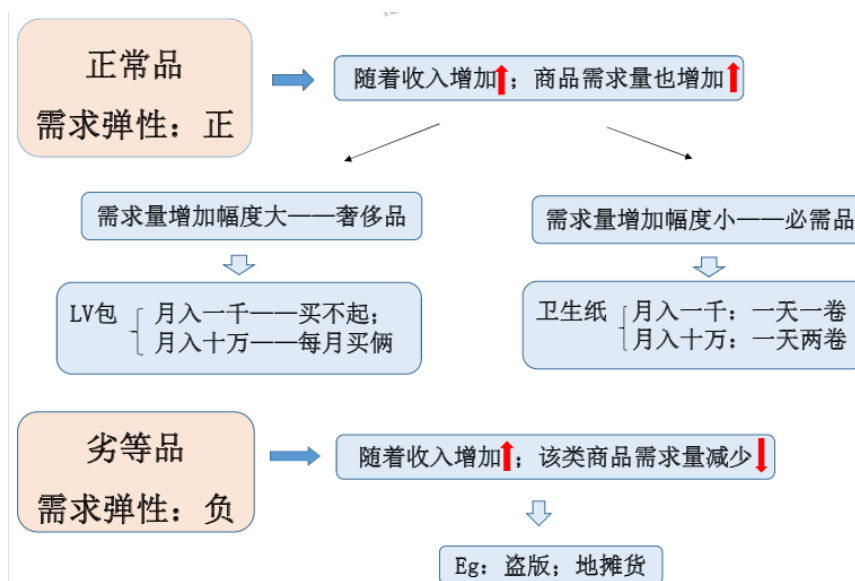 正常品
需求弹性：正
随着收入增加；商品需求量也增加
需求量增加幅度大——奢侈品
需求量增加幅度小——必需品
LV包
月入一千——买不起；
月入十万——每月买俩
卫生纸
月入一千：一天一卷
月入十万：一天两卷
劣等品
需求弹性：负
随着收入增加；该类商品需求量减少
Eg：盗版；地摊货